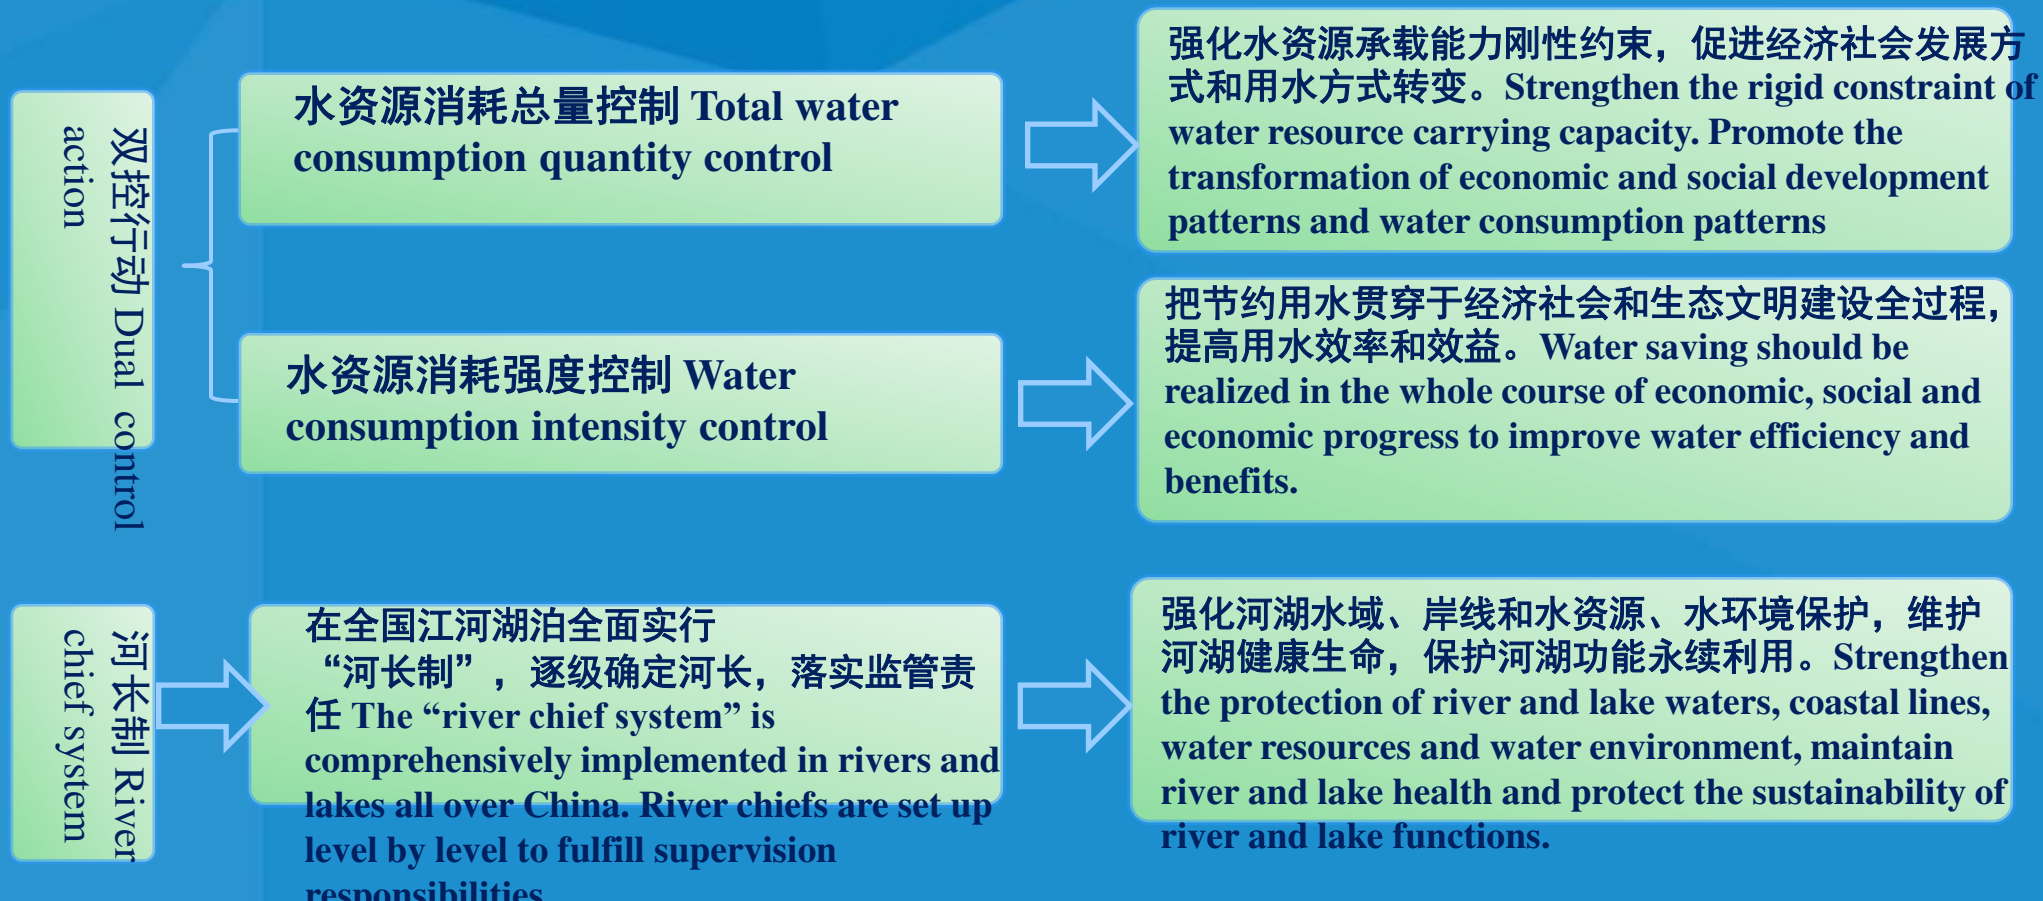 双控行动 Dual control
action
水资源消耗总量控制 Total water
consumption quantity control
强化水资源承载能力刚性约束，促进经济社会发展方
式和用水方式转变。Strengthen the rigid constraint of
water resource carrying capacity. Promote the
transformation of economic and social development
patterns and water consumption patterns
水资源消耗强度控制 Water
consumption intensity control
把节约用水贯穿于经济社会和生态文明建设全过程，
提高用水效率和效益。Water saving should be
realized in the whole course of economic, social and
economic progress to improve water efficiency and
benefits.
河长制 River
chief system
在全国江河湖泊全面实行
“河长制”，逐级确定河长，落实监管责
任 The “river chief system” is
comprehensively implemented in rivers and
lakes all over China. River chiefs are set up
level by level to fulfill supervision
responsibilities
强化河湖水域、岸线和水资源、水环境保护，维护
河湖健康生命，保护河湖功能永续利用。Strengthen
the protection of river and lake waters, coastal lines,
water resources and water environment, maintain
river and lake health and protect the sustainability of
river and lake functions.